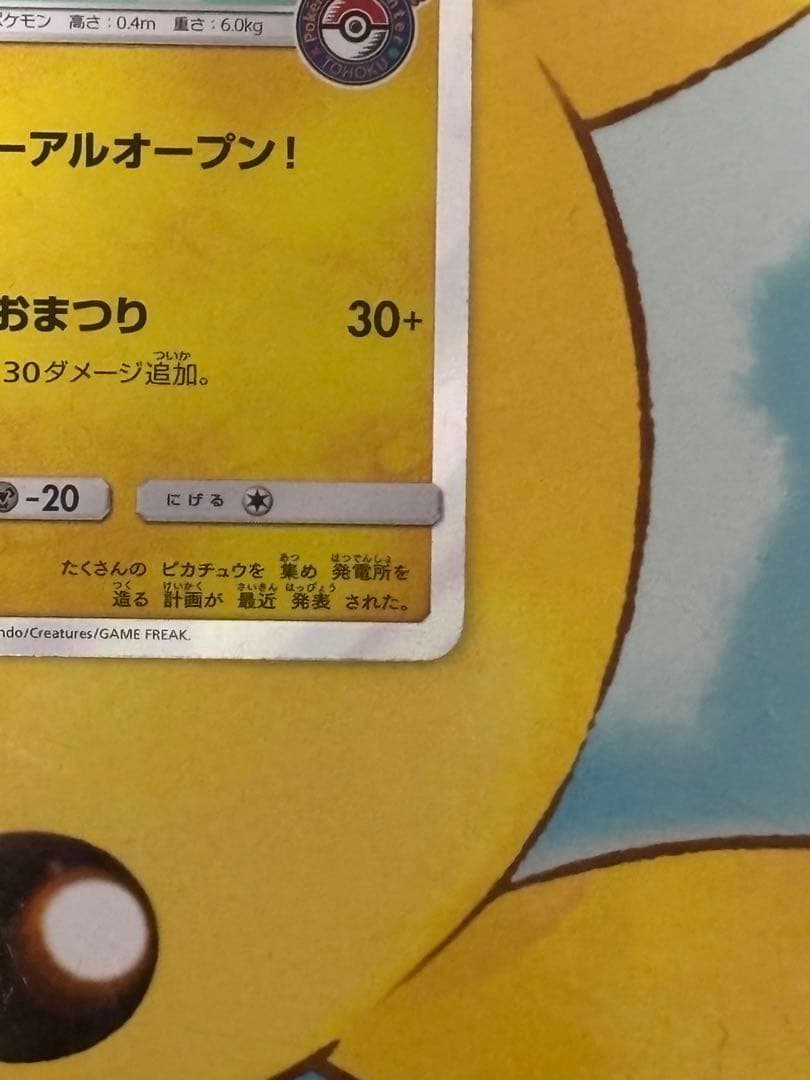 ポケモン 高さ:0.4m 重さ:6.0kg
TOHOKU
ーアルオープン!
おまつり 30+
30ダメージ追加。
ついか
-20 にげる
たくさんの ピカチュウを 集め 発電所を
あつ はつでんしょ
造る 計画が 最近 発表 された。
つく けいかく さいきん はっぴょう
ndo/Creatures/GAME FREAK.